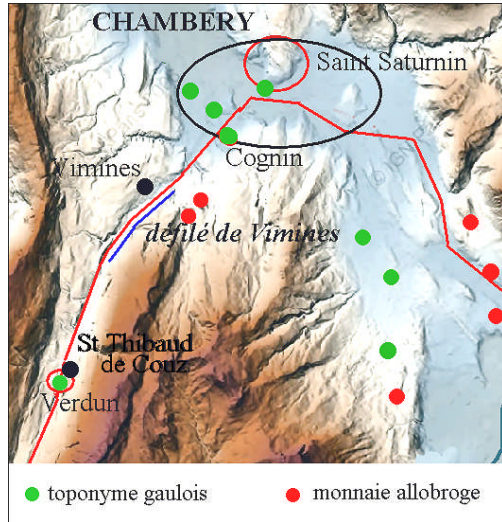 CHAMBERY
Saint Saturnin
Cognin
Vimines
défilé de Vimines
St Thibaud
de Couz
Verdun
toponyme gaulois
monnaie allobroge